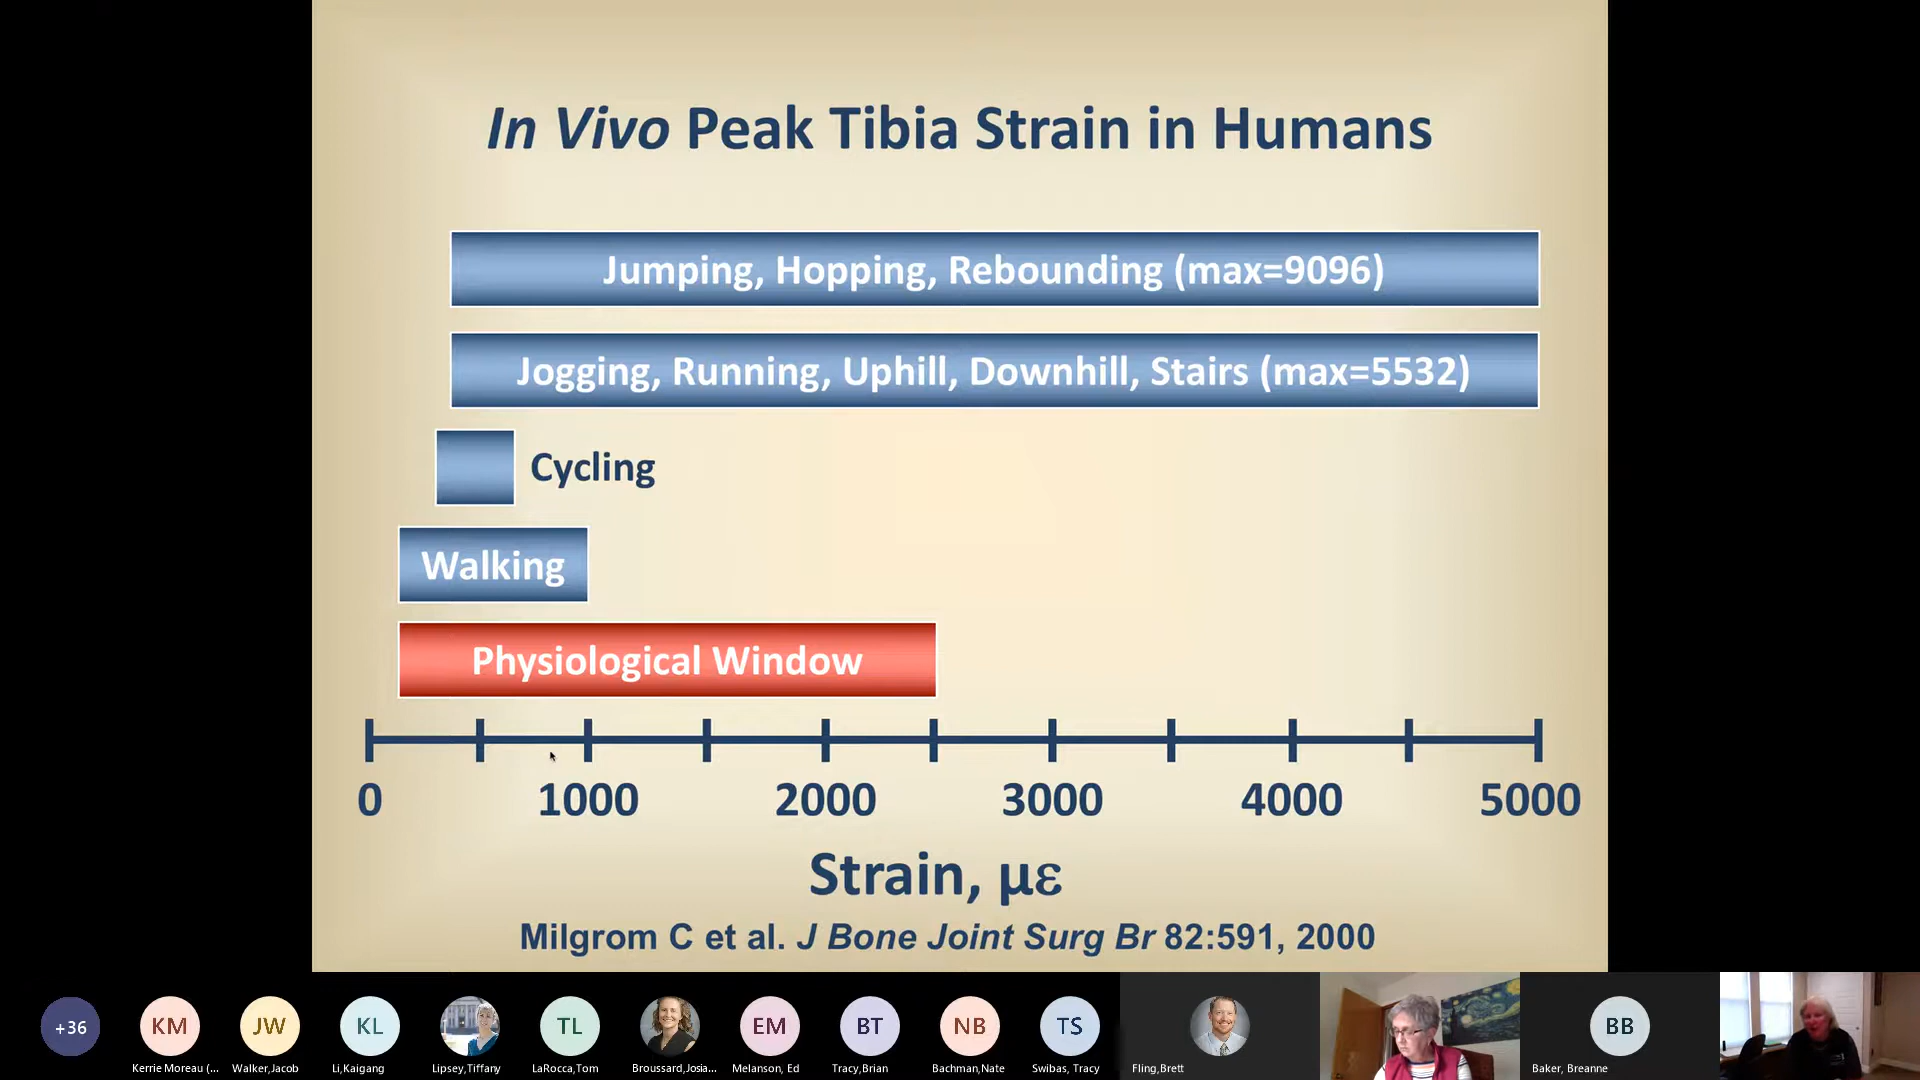 In Vivo Peak Tibia Strain in Humans
Jumping, Hopping, Rebounding (max=9096)
Jogging, Running, Uphill, Downhill, Stairs (max=5532)
Cycling
Walking
Physiological Window
0 1000 2000 3000 4000 5000
Strain, με
Milgrom C et al. J Bone Joint Surg Br 82:591, 2000
+36 KM JW KL TL EM BT NB TS BB
Kerrie Moreau (... Walker,Jacob Li,Kaigang Lipsey,Tiffany LaRocca,Tom Broussard,Josia... Melanson, Ed Tracy,Brian Bachman,Nate Swibas, Tracy Fling,Brett Baker, Breanne